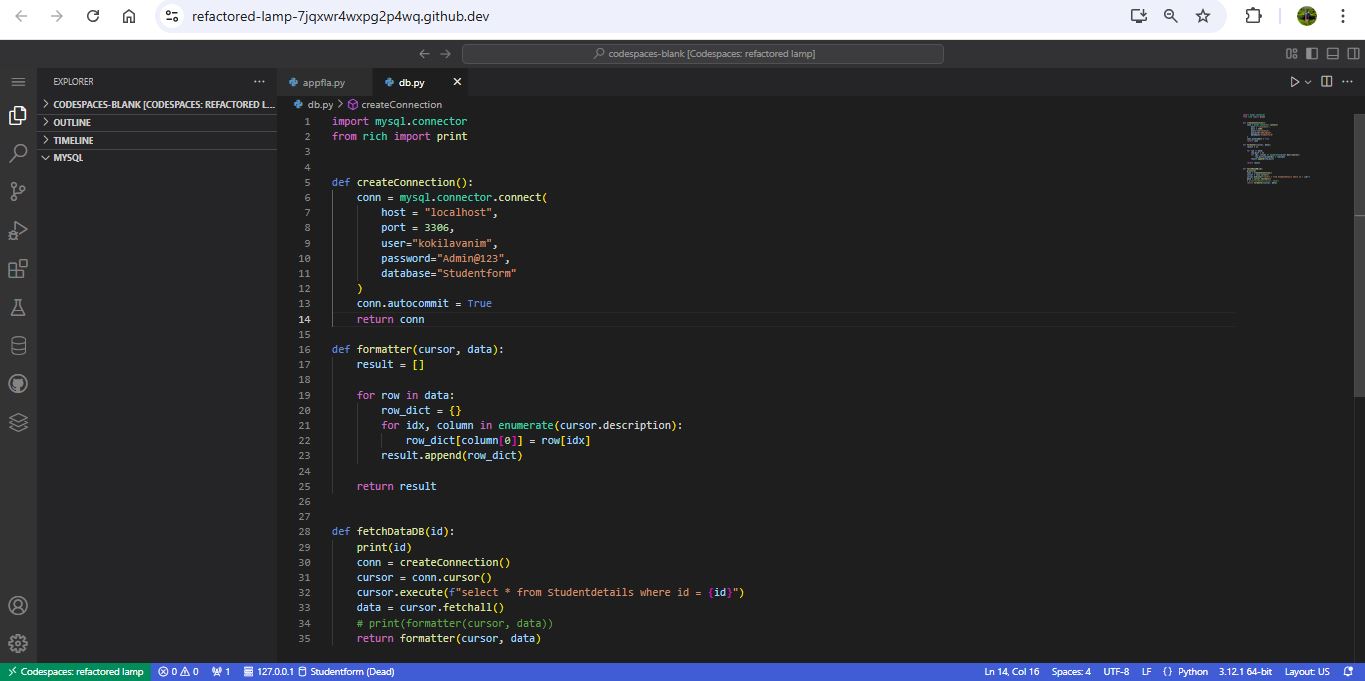 refactored-lamp-7jqxwr4wxpg2p4wq.github.dev
codespaces-blank [Codespaces: refactored lamp]
EXPLORER
CODESPACES-BLANK [CODESPACES: REFACTORED L...
OUTLINE
TIMELINE
MYSQL
appfla.py
db.py
db.py > createConnection
1 import mysql.connector
2 from rich import print
3
4
5 def createConnection():
6     conn = mysql.connector.connect(
7         host = "localhost",
8         port = 3306,
9         user="kokilavanim",
10         password="Admin@123",
11         database="Studentform"
12     )
13     conn.autocommit = True
14     return conn
15
16 def formatter(cursor, data):
17     result = []
18
19     for row in data:
20         row_dict = {}
21         for idx, column in enumerate(cursor.description):
22             row_dict[column[0]] = row[idx]
23         result.append(row_dict)
24
25     return result
26
27
28 def fetchDataDB(id):
29     print(id)
30     conn = createConnection()
31     cursor = conn.cursor()
32     cursor.execute(f"select * from Studentdetails where id = {id}")
33     data = cursor.fetchall()
34     # print(formatter(cursor, data))
35     return formatter(cursor, data)
Codespaces: refactored lamp 0 0 1 127.0.0.1 Studentform (Dead) Ln 14, Col 16 Spaces: 4 UTF-8 LF {} Python 3.12.1 64-bit Layout: US